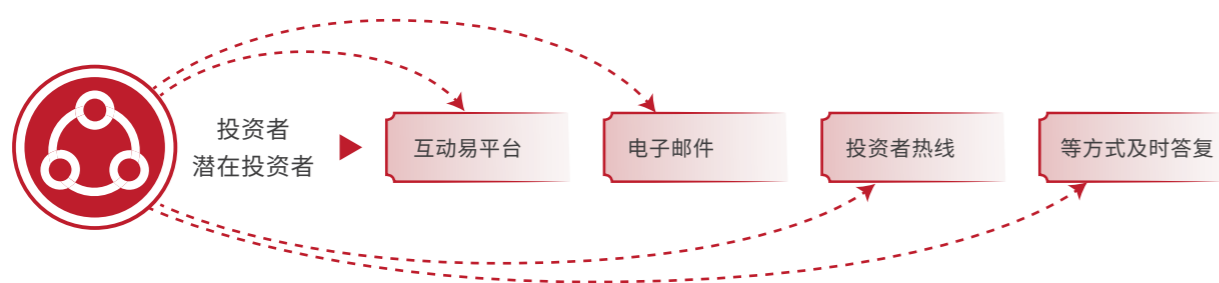 投资者
潜在投资者
互动易平台
电子邮件
投资者热线
等方式及时答复